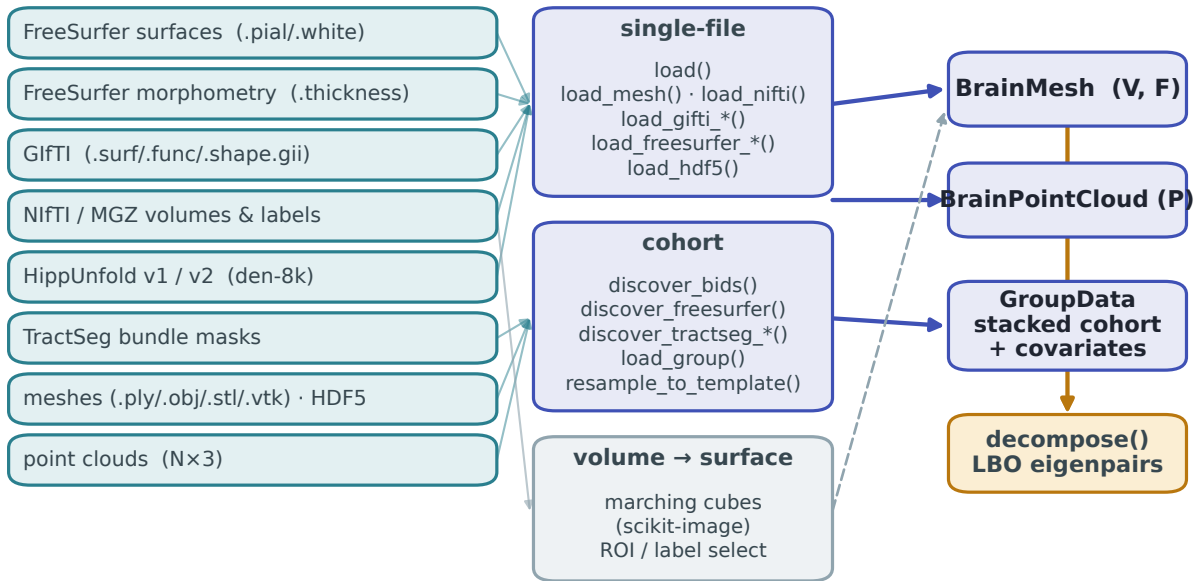 FreeSurfer surfaces (.pial/.white)
FreeSurfer morphometry (.thickness)
GIfTI (.surf/.func/.shape.gii)
NIfTI / MGZ volumes & labels
HippUnfold v1 / v2 (den-8k)
TractSeg bundle masks
meshes (.ply/.obj/.stl/.vtk) · HDF5
point clouds (N×3)
single-file
load()
load_mesh() · load_nifti()
load_gifti_*()
load_freesurfer_*()
load_hdf5()
cohort
discover_bids()
discover_freesurfer()
discover_tractseg_*()
load_group()
resample_to_template()
volume → surface
marching cubes
(scikit-image)
ROI / label select
BrainMesh (V, F)
BrainPointCloud (P)
GroupData
stacked cohort
+ covariates
decompose()
LBO eigenpairs